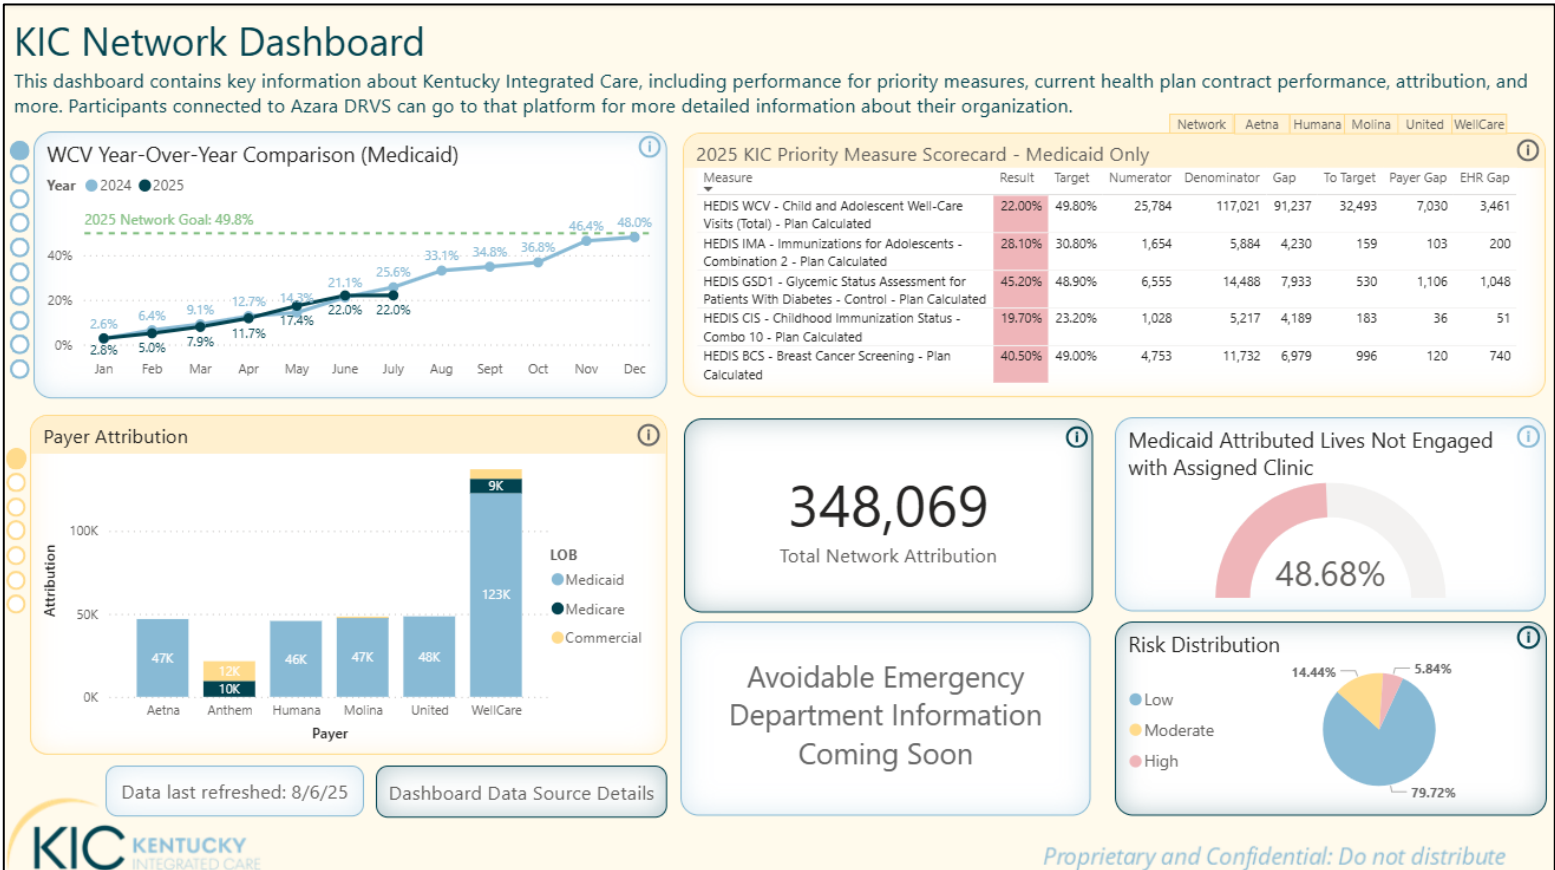 KIC Network Dashboard
This dashboard contains key information about Kentucky Integrated Care, including performance for priority measures, current health plan contract performance, attribution, and
more. Participants connected to Azara DRVS can go to that platform for more detailed information about their organization.
Network Aetna Humana Molina United WellCare
WCV Year-Over-Year Comparison (Medicaid)
Year 2024 2025
2025 Network Goal: 49.8%
40%
20%
0%
2.6% 6.4% 9.1% 12.7% 14.3% 21.1% 25.6% 33.1% 34.8% 36.8% 46.4% 48.0%
2.8% 5.0% 7.9% 11.7% 17.4% 22.0% 22.0%
Jan Feb Mar Apr May June July Aug Sept Oct Nov Dec
2025 KIC Priority Measure Scorecard - Medicaid Only
Measure Result Target Numerator Denominator Gap To Target Payer Gap EHR Gap
HEDIS WCV - Child and Adolescent Well-Care 22.00% 49.80% 25,784 117,021 91,237 32,493 7,030 3,461
Visits (Total) - Plan Calculated
HEDIS IMA - Immunizations for Adolescents - 28.10% 30.80% 1,654 5,884 4,230 159 103 200
Combination 2 - Plan Calculated
HEDIS GSD1 - Glycemic Status Assessment for 45.20% 48.90% 6,555 14,488 7,933 530 1,106 1,048
Patients With Diabetes - Control - Plan Calculated
HEDIS CIS - Childhood Immunization Status - 19.70% 23.20% 1,028 5,217 4,189 183 36 51
Combo 10 - Plan Calculated
HEDIS BCS - Breast Cancer Screening - Plan 40.50% 49.00% 4,753 11,732 6,979 996 120 740
Calculated
Payer Attribution
Attribution
100K
50K
0K
47K
12K
10K
46K
47K
48K
9K
123K
Aetna Anthem Humana Molina United WellCare
Payer
LOB
Medicaid
Medicare
Commercial
348,069
Total Network Attribution
Medicaid Attributed Lives Not Engaged
with Assigned Clinic
48.68%
Avoidable Emergency
Department Information
Coming Soon
Risk Distribution
Low
Moderate
High
14.44%
5.84%
79.72%
Data last refreshed: 8/6/25
Dashboard Data Source Details
KIC KENTUCKY
INTEGRATED CARE
Proprietary and Confidential: Do not distribute